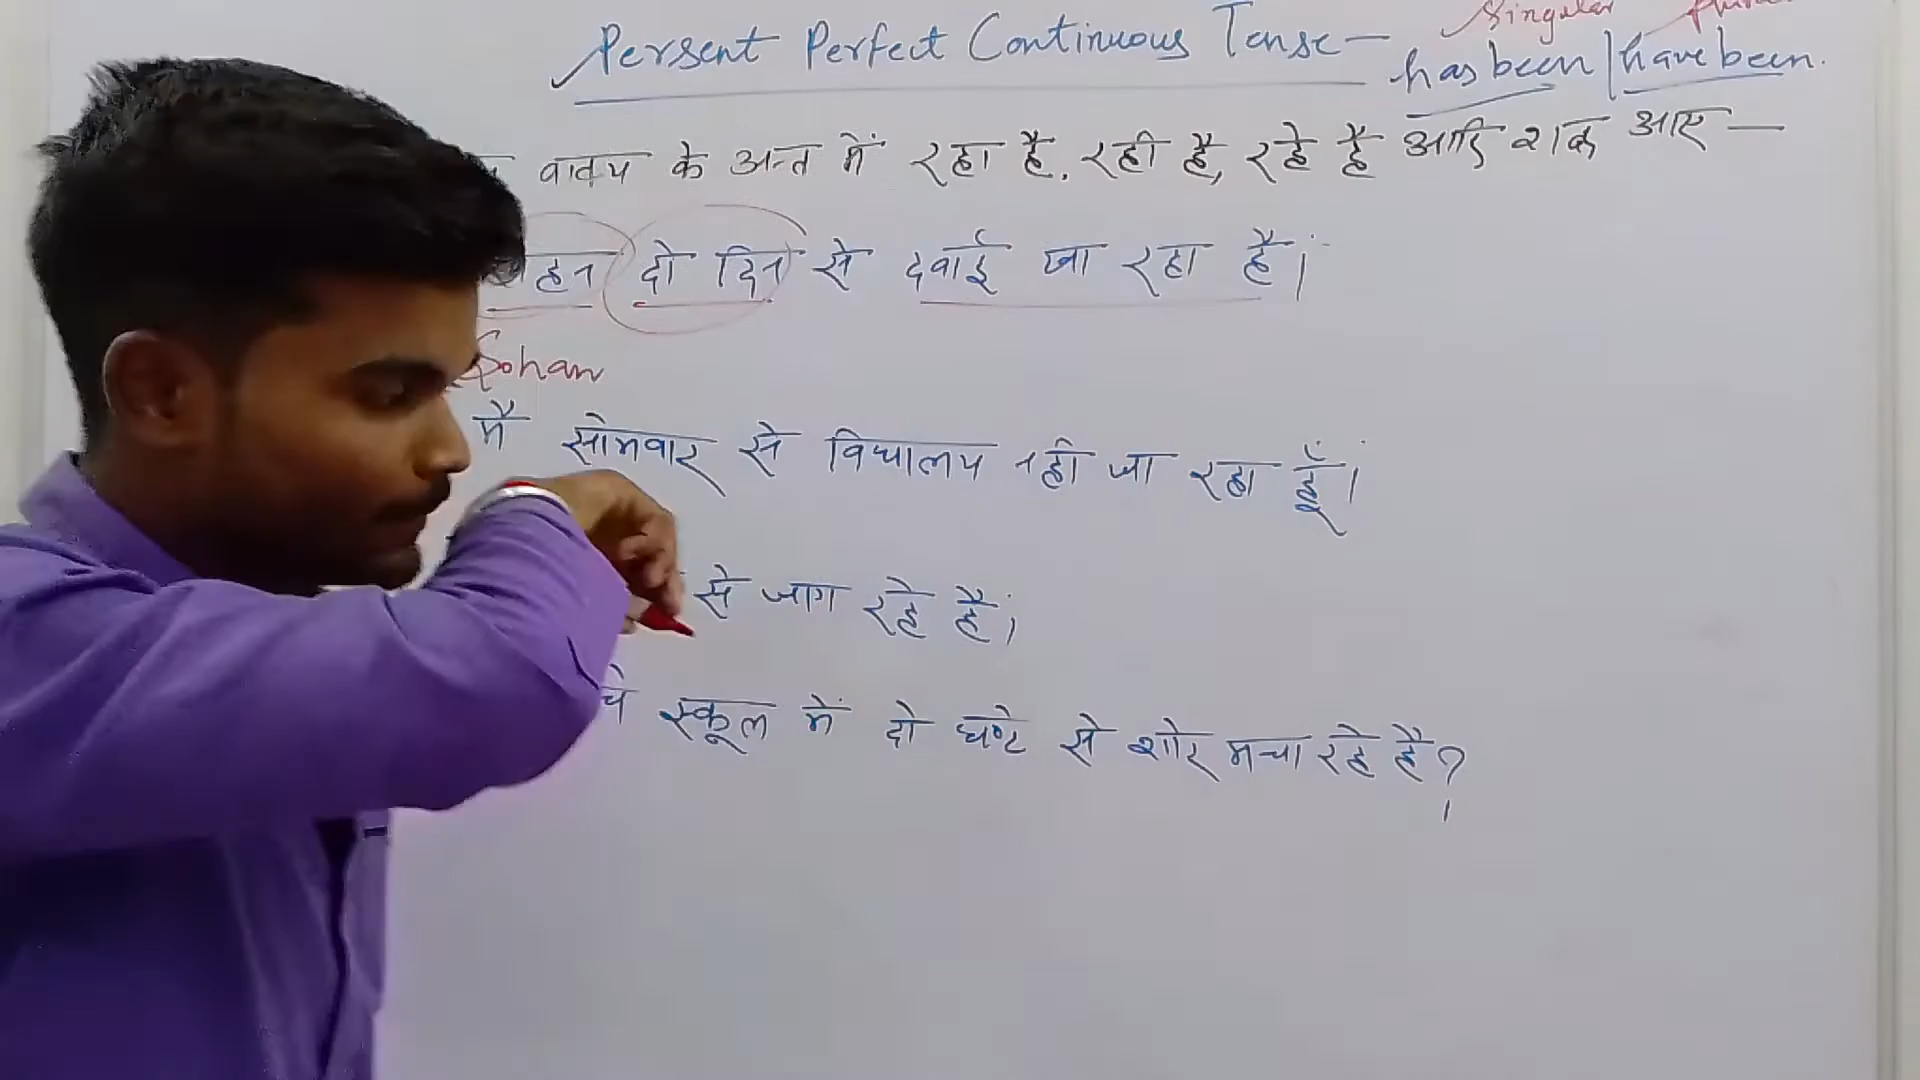 Singular
Persent Perfect Continuous Tense - has been | have been.
वाक्य के अन्त में रहा है, रही है, रहे है आदि शब्द आए -
दो दिन से दवाई खा रहा है।
Sohan
मैं सोमवार से विद्यालय नही जा रहा हूँ।
से जाग रहे हैं।
स्कूल में दो घण्टे से शोर मचा रहे हैं?